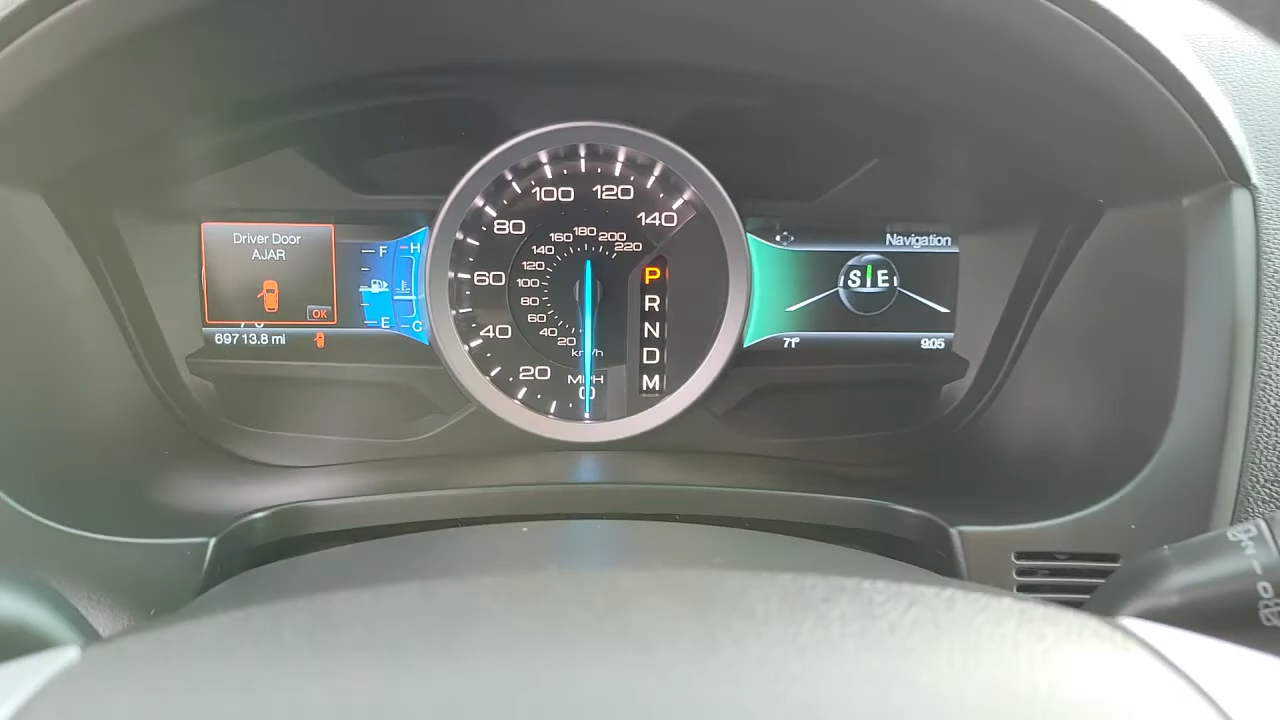 Driver Door
AJAR
OK
69713.8 mi
F
E
H
C
20
40
60
80
100
120
140
20
40
60
80
100
120
140
160
180
200
220
km/h
MPH
0
P
R
N
D
M
Navigation
S E
71°
9:05